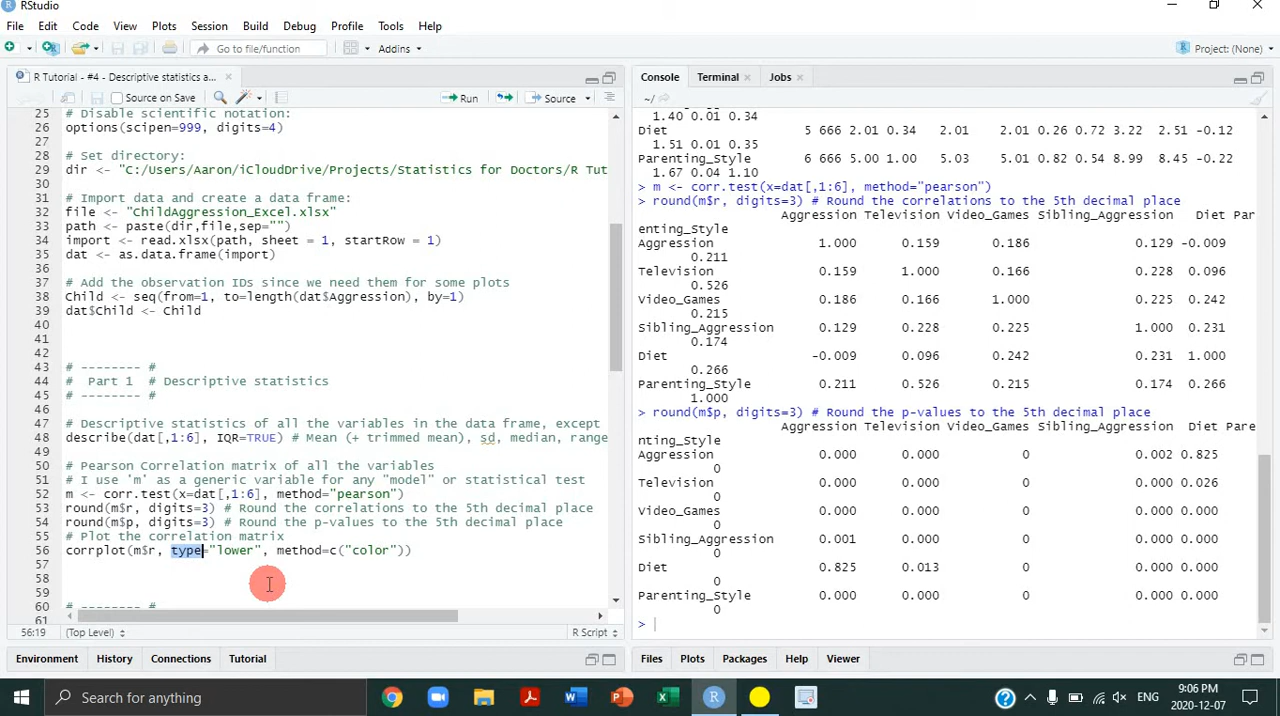 RStudio
File Edit Code View Plots Session Build Debug Profile Tools Help
Go to file/function Addins Project: (None)
R Tutorial - #4 - Descriptive statistics a...
Source on Save Run Source
25 # Disable scientific notation:
26 options(scipen=999, digits=4)
27
28 # Set directory:
29 dir <- "C:/Users/Aaron/iCloudDrive/Projects/Statistics for Doctors/R Tut
30
31 # Import data and create a data frame:
32 file <- "ChildAggression_Excel.xlsx"
33 path <- paste(dir,file,sep="")
34 import <- read.xlsx(path, sheet = 1, startRow = 1)
35 dat <- as.data.frame(import)
36
37 # Add the observation IDs since we need them for some plots
38 Child <- seq(from=1, to=length(dat$Aggression), by=1)
39 dat$Child <- Child
40
41
42
43 # -------- #
44 # Part 1 # Descriptive statistics
45 # -------- #
46
47 # Descriptive statistics of all the variables in the data frame, except
48 describe(dat[,1:6], IQR=TRUE) # Mean (+ trimmed mean), sd, median, range
49
50 # Pearson Correlation matrix of all the variables
51 # I use 'm' as a generic variable for any "model" or statistical test
52 m <- corr.test(x=dat[,1:6], method="pearson")
53 round(m$r, digits=3) # Round the correlations to the 5th decimal place
54 round(m$p, digits=3) # Round the p-values to the 5th decimal place
55 # Plot the correlation matrix
56 corrplot(m$r, type="lower", method=c("color"))
57
58
59
60 # -------- #
61
56:19 (Top Level) R Script
Environment History Connections Tutorial
Console Terminal Jobs
~/
1.40 0.01 0.34
Diet 5 666 2.01 0.34 2.01 2.01 0.26 0.72 3.22 2.51 -0.12
1.51 0.01 0.35
Parenting_Style 6 666 5.00 1.00 5.03 5.01 0.82 0.54 8.99 8.45 -0.22
1.67 0.04 1.10
> m <- corr.test(x=dat[,1:6], method="pearson")
> round(m$r, digits=3) # Round the correlations to the 5th decimal place
Aggression Television Video_Games Sibling_Aggression Diet Par
enting_Style
Aggression 1.000 0.159 0.186 0.129 -0.009
0.211
Television 0.159 1.000 0.166 0.228 0.096
0.526
Video_Games 0.186 0.166 1.000 0.225 0.242
0.215
Sibling_Aggression 0.129 0.228 0.225 1.000 0.231
0.174
Diet -0.009 0.096 0.242 0.231 1.000
0.266
Parenting_Style 0.211 0.526 0.215 0.174 0.266
1.000
> round(m$p, digits=3) # Round the p-values to the 5th decimal place
Aggression Television Video_Games Sibling_Aggression Diet Pare
nting_Style
Aggression 0.000 0.000 0 0.002 0.825
0
Television 0.000 0.000 0 0.000 0.026
0
Video_Games 0.000 0.000 0 0.000 0.000
0
Sibling_Aggression 0.001 0.000 0 0.000 0.000
0
Diet 0.825 0.013 0 0.000 0.000
0
Parenting_Style 0.000 0.000 0 0.000 0.000
0
>
Files Plots Packages Help Viewer
Search for anything
ENG
9:06 PM
2020-12-07